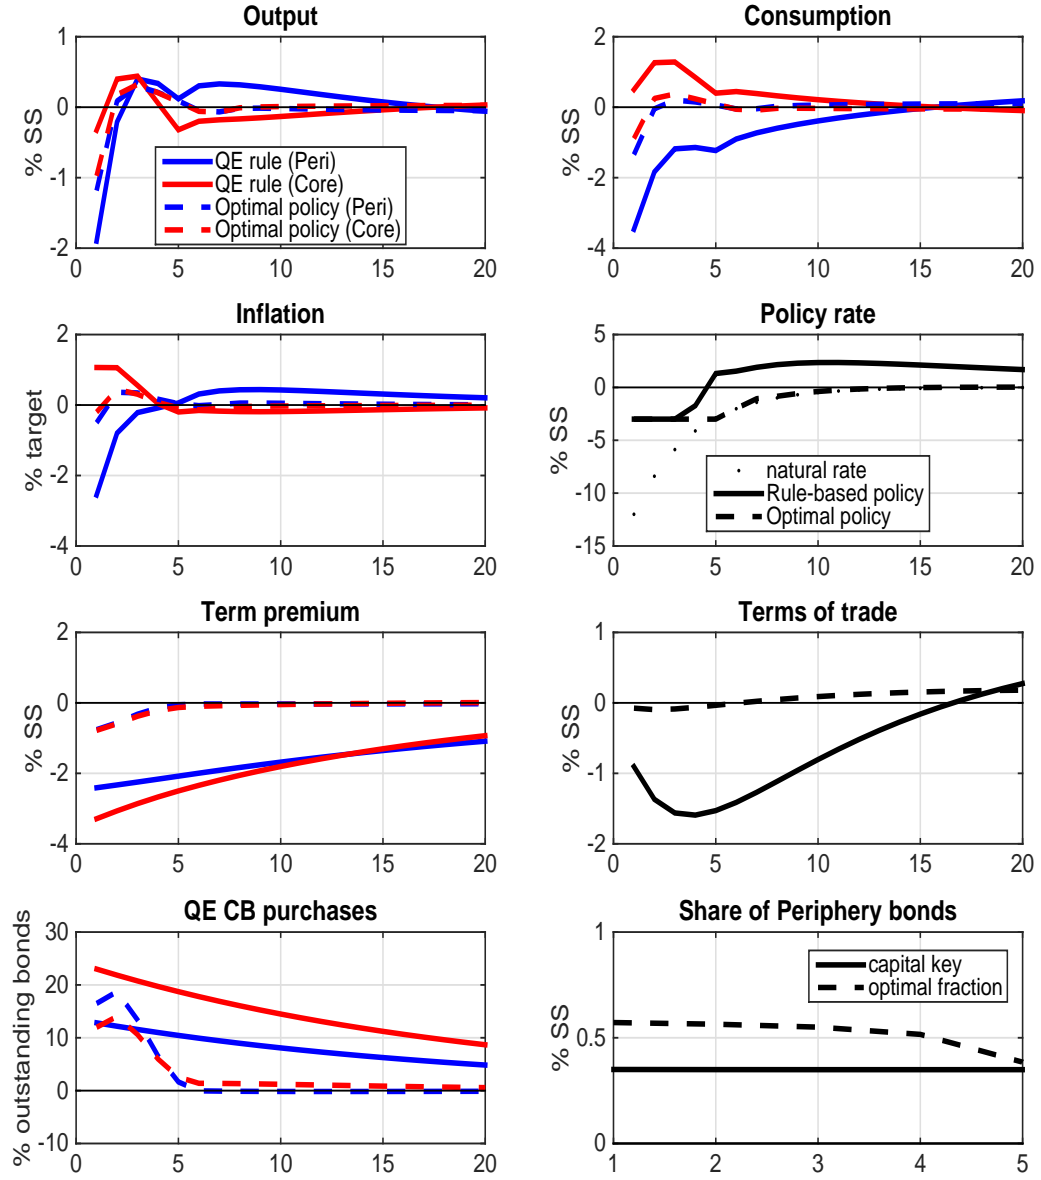 Output
1
0
-1
-2
% SS
QE rule (Peri)
QE rule (Core)
Optimal policy (Peri)
Optimal policy (Core)
0 5 10 15 20
Consumption
2
0
-2
-4
% SS
0 5 10 15 20
Inflation
2
0
-2
-4
% target
0 5 10 15 20
Policy rate
5
0
-5
-10
-15
% SS
natural rate
Rule-based policy
Optimal policy
0 5 10 15 20
Term premium
2
0
-2
-4
% SS
0 5 10 15 20
Terms of trade
1
0
-1
-2
% SS
0 5 10 15 20
QE CB purchases
30
20
10
0
-10
% outstanding bonds
0 5 10 15 20
Share of Periphery bonds
1
0.5
0
% SS
capital key
optimal fraction
1 2 3 4 5